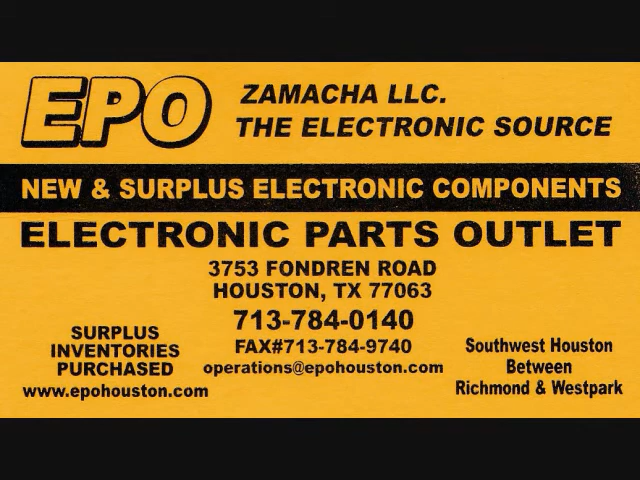 EPO
ZAMACHA LLC.
THE ELECTRONIC SOURCE
NEW & SURPLUS ELECTRONIC COMPONENTS
ELECTRONIC PARTS OUTLET
3753 FONDREN ROAD
HOUSTON, TX 77063
713-784-0140
FAX#713-784-9740
operations@epohouston.com
SURPLUS
INVENTORIES
PURCHASED
www.epohouston.com
Southwest Houston
Between
Richmond & Westpark